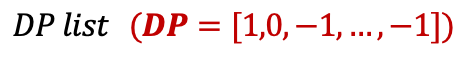 DP list (DP = [1,0, −1, ..., −1])